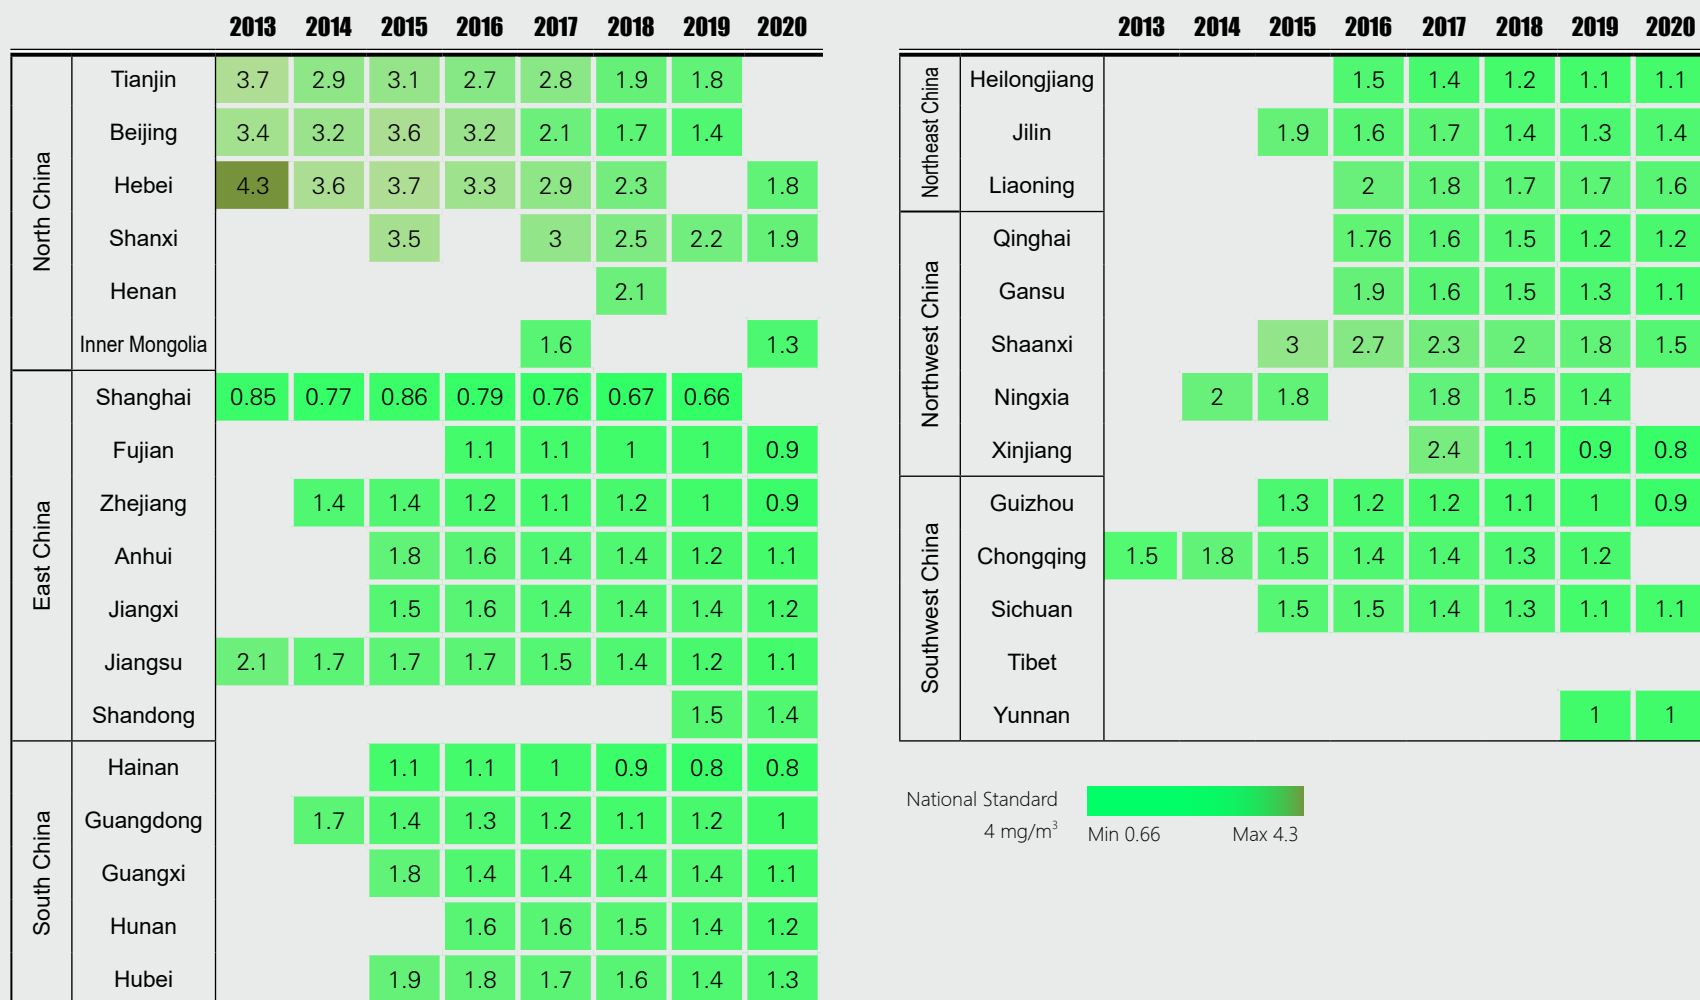 2013 2014 2015 2016 2017 2018 2019 2020
North China
Tianjin 3.7 2.9 3.1 2.7 2.8 1.9 1.8
Beijing 3.4 3.2 3.6 3.2 2.1 1.7 1.4
Hebei 4.3 3.6 3.7 3.3 2.9 2.3 1.8
Shanxi 3.5 3 2.5 2.2 1.9
Henan 2.1
Inner Mongolia 1.6 1.3
East China
Shanghai 0.85 0.77 0.86 0.79 0.76 0.67 0.66
Fujian 1.1 1.1 1 1 0.9
Zhejiang 1.4 1.4 1.2 1.1 1.2 1 0.9
Anhui 1.8 1.6 1.4 1.4 1.2 1.1
Jiangxi 1.5 1.6 1.4 1.4 1.4 1.2
Jiangsu 2.1 1.7 1.7 1.7 1.5 1.4 1.2 1.1
Shandong 1.5 1.4
South China
Hainan 1.1 1.1 1 0.9 0.8 0.8
Guangdong 1.7 1.4 1.3 1.2 1.1 1.2 1
Guangxi 1.8 1.4 1.4 1.4 1.4 1.1
Hunan 1.6 1.6 1.5 1.4 1.2
Hubei 1.9 1.8 1.7 1.6 1.4 1.3
2013 2014 2015 2016 2017 2018 2019 2020
Northeast China
Heilongjiang 1.5 1.4 1.2 1.1 1.1
Jilin 1.9 1.6 1.7 1.4 1.3 1.4
Liaoning 2 1.8 1.7 1.7 1.6
Northwest China
Qinghai 1.76 1.6 1.5 1.2 1.2
Gansu 1.9 1.6 1.5 1.3 1.1
Shaanxi 3 2.7 2.3 2 1.8 1.5
Ningxia 2 1.8 1.8 1.5 1.4
Xinjiang 2.4 1.1 0.9 0.8
Southwest China
Guizhou 1.3 1.2 1.2 1.1 1 0.9
Chongqing 1.5 1.8 1.5 1.4 1.4 1.3 1.2
Sichuan 1.5 1.5 1.4 1.3 1.1 1.1
Tibet
Yunnan 1 1
National Standard
4 mg/m³
Min 0.66 Max 4.3